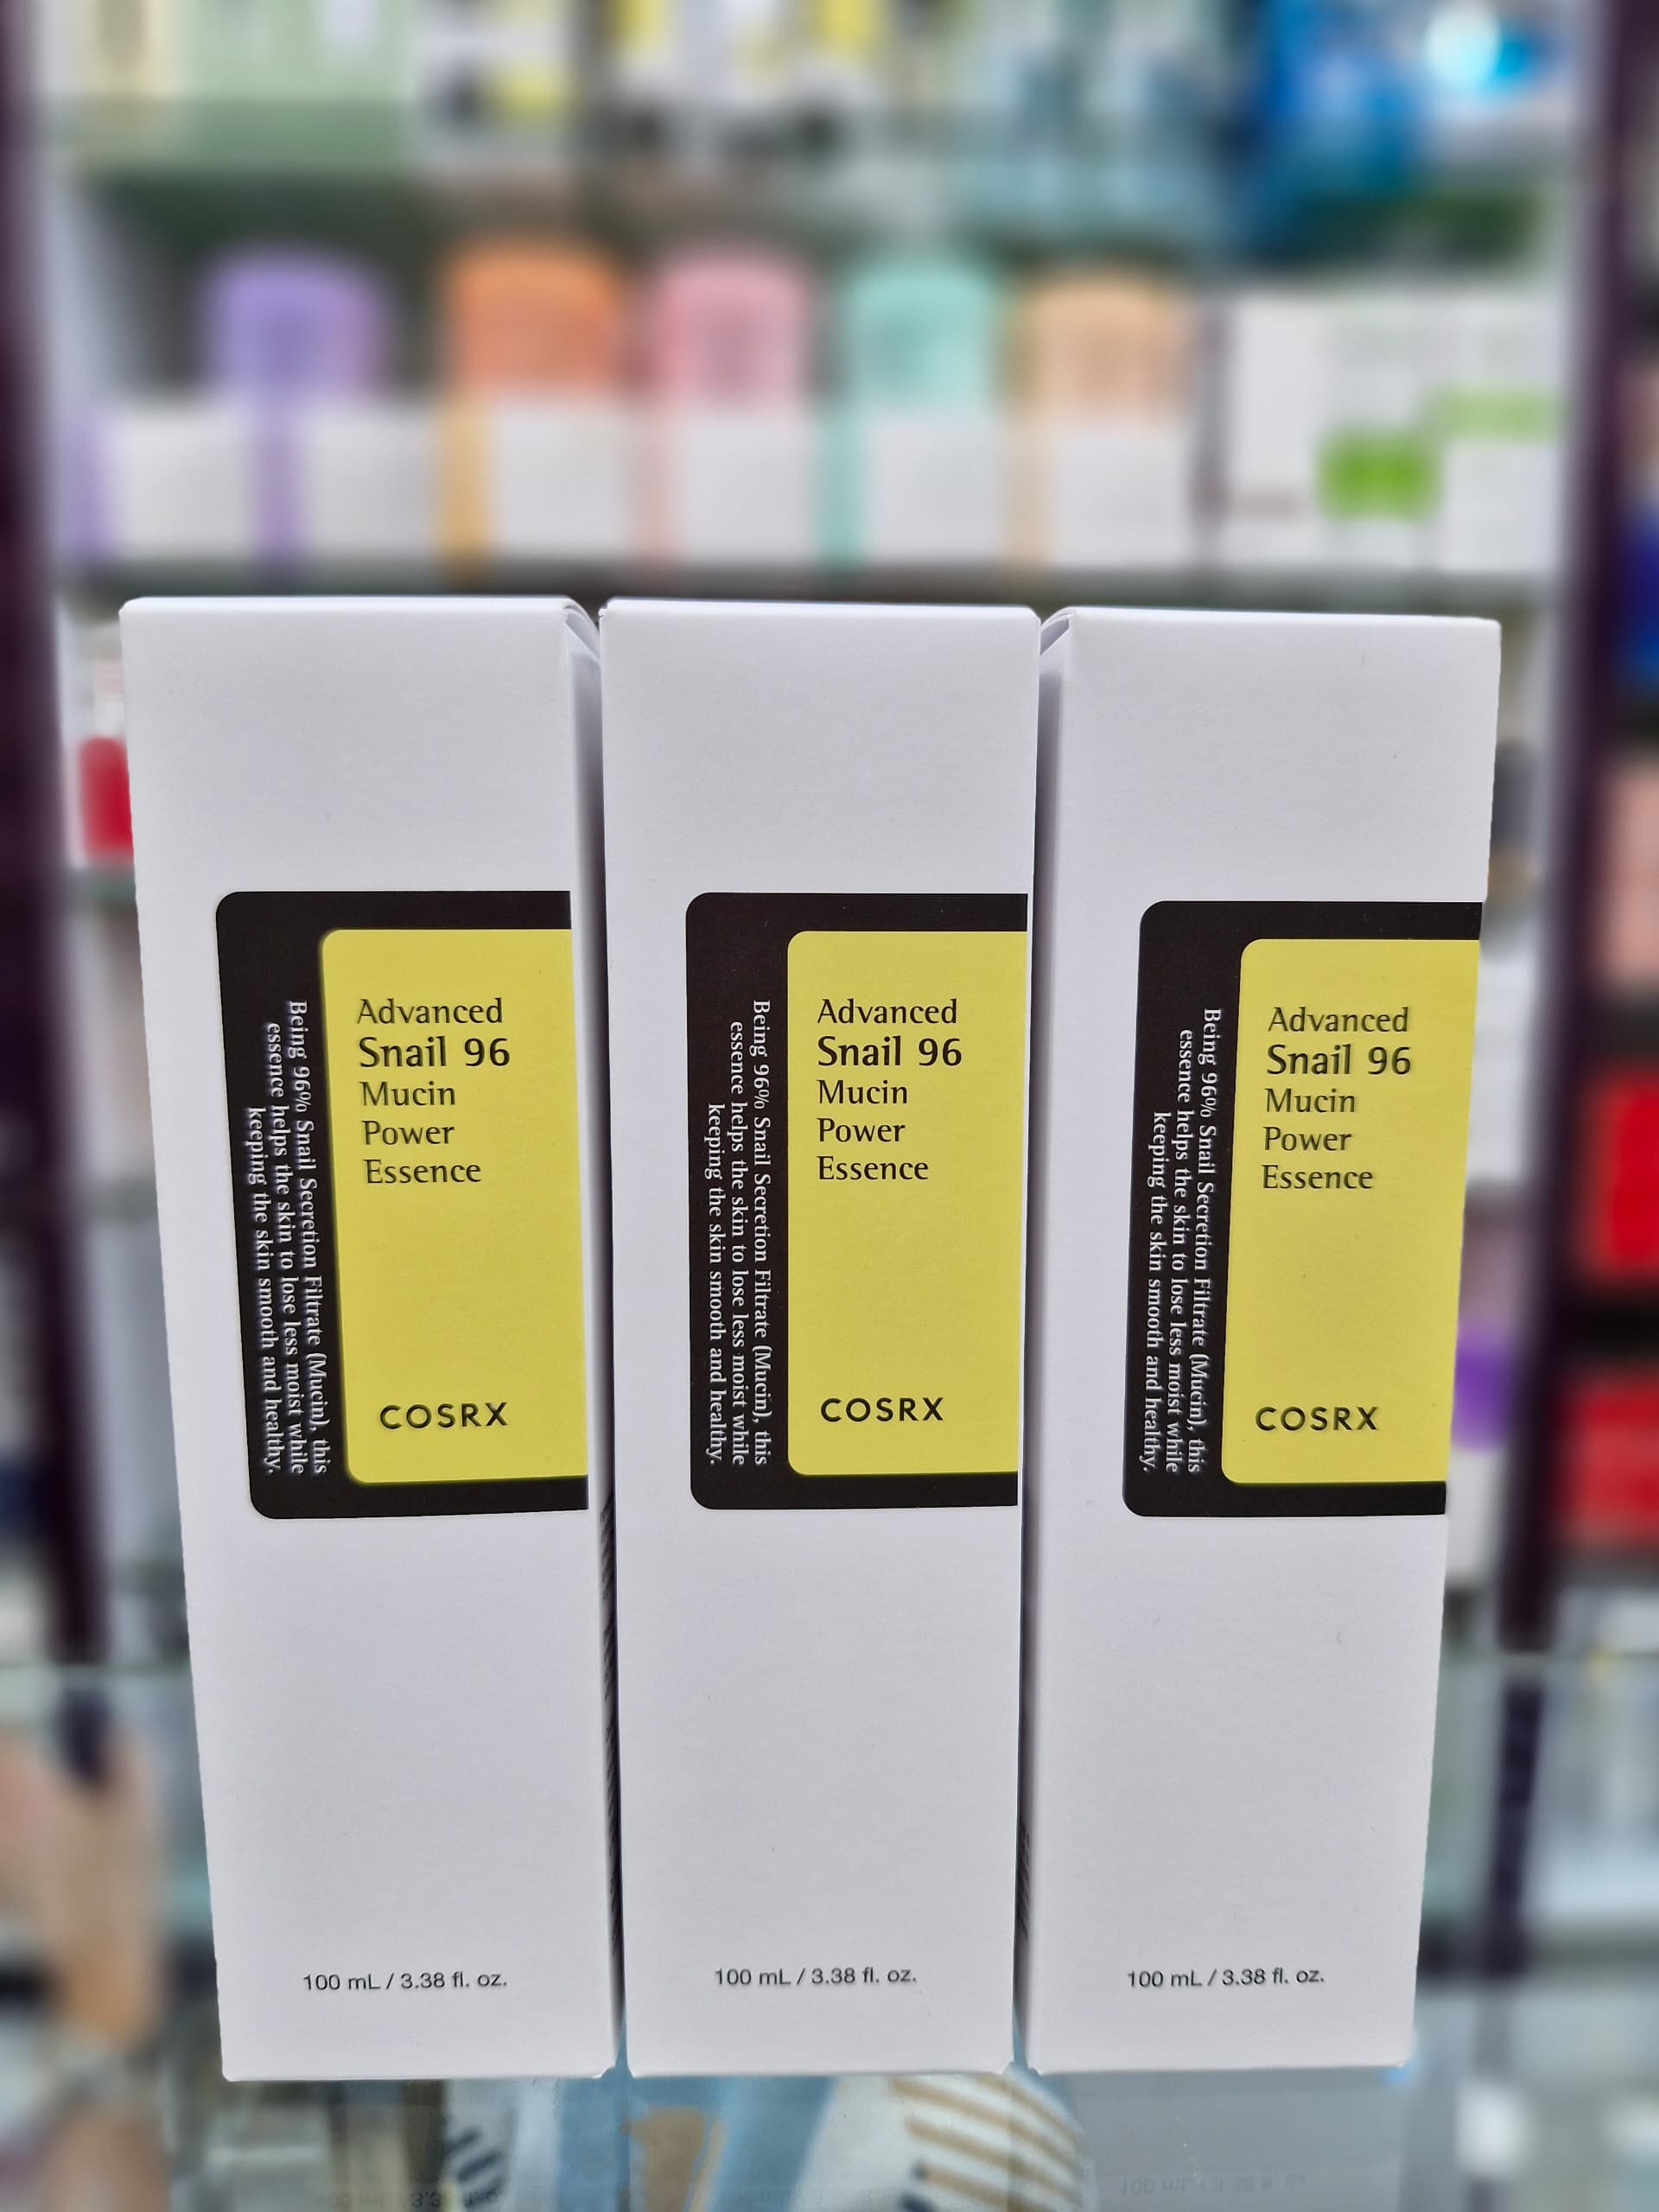 Advanced
Snail 96
Mucin
Power
Essence
COSRX
Being 96% Snail Secretion Filtrate (Mucin), this
essence helps the skin to lose less moist while
keeping the skin smooth and healthy.
100 mL / 3.38 fl. oz.
Advanced
Snail 96
Mucin
Power
Essence
COSRX
Being 96% Snail Secretion Filtrate (Mucin), this
essence helps the skin to lose less moist while
keeping the skin smooth and healthy.
100 mL / 3.38 fl. oz.
Advanced
Snail 96
Mucin
Power
Essence
COSRX
Being 96% Snail Secretion Filtrate (Mucin), this
essence helps the skin to lose less moist while
keeping the skin smooth and healthy.
100 mL / 3.38 fl. oz.